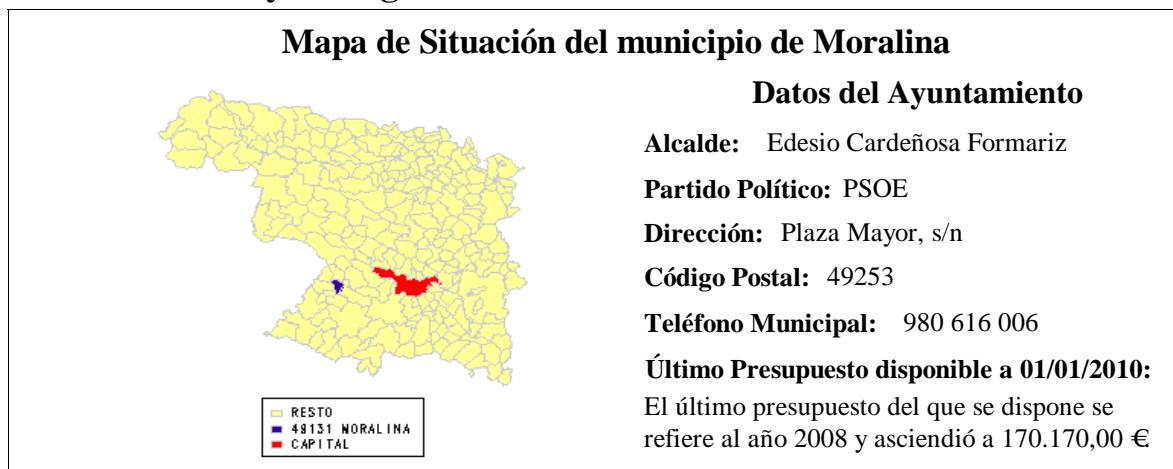 Mapa de Situación del municipio de Moralina
Datos del Ayuntamiento
Alcalde: Edesio Cardeñosa Formariz
Partido Político: PSOE
Dirección: Plaza Mayor, s/n
Código Postal: 49253
Teléfono Municipal: 980 616 006
Último Presupuesto disponible a 01/01/2010:
El último presupuesto del que se dispone se
refiere al año 2008 y ascendió a 170.170,00 €
RESTO
49131 MORALINA
CAPITAL